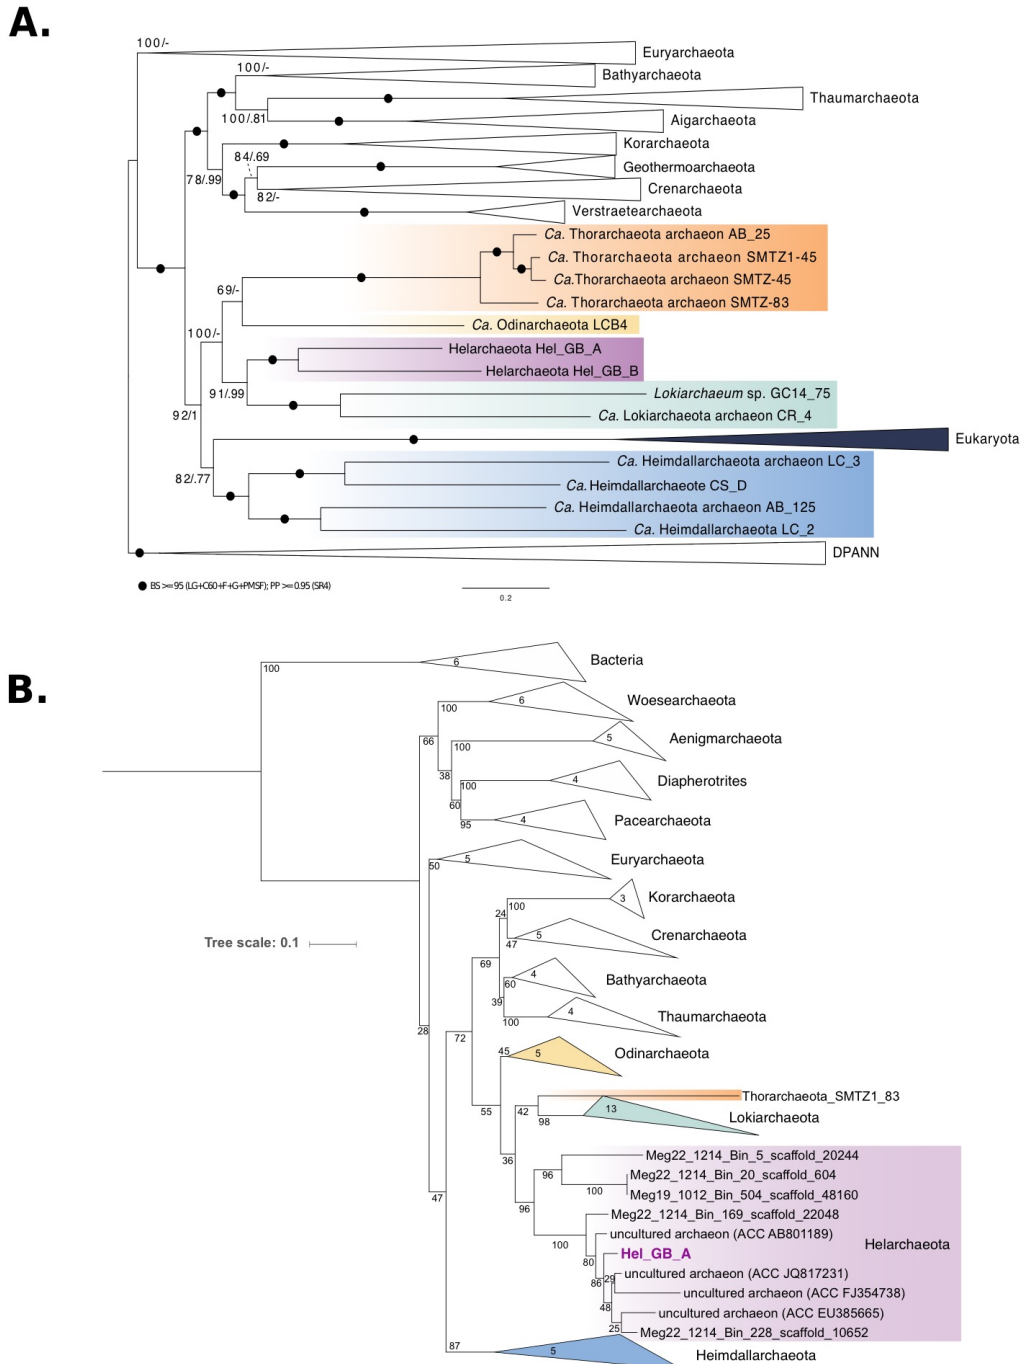 A.
100/-
Euryarchaeota
100/-
Bathyarchaeota
Thaumarchaeota
100/.81
Aigarchaeota
Korarchaeota
84/.69
Geothermoarchaeota
78/.99
82/-
Crenarchaeota
Verstraetearchaeota
Ca. Thorarchaeota archaeon AB_25
Ca. Thorarchaeota archaeon SMTZ1-45
Ca.Thorarchaeota archaeon SMTZ-45
69/-
Ca. Thorarchaeota archaeon SMTZ-83
Ca. Odinarchaeota LCB4
100/-
Helarchaeota Hel_GB_A
Helarchaeota Hel_GB_B
91/.99
Lokiarchaeum sp. GC14_75
92/1
Ca. Lokiarchaeota archaeon CR_4
Eukaryota
Ca. Heimdallarchaeota archaeon LC_3
82/.77
Ca. Heimdallarchaeote CS_D
Ca. Heimdallarchaeota archaeon AB_125
Ca. Heimdallarchaeota LC_2
DPANN
BS >=95 (LG+C60+F+G+PMSF); PP >=0.95 (SR4)
0.2
B.
100
6
Bacteria
6
Woesearchaeota
100
66
5
Aenigmarchaeota
100
38
4
Diapherotrites
100
60
4
Pacearchaeota
95
5
Euryarchaeota
50
3
Korarchaeota
100
24
5
Crenarchaeota
47
Tree scale: 0.1
69
4
Bathyarchaeota
60
39
4
Thaumarchaeota
100
28
72
45
5
Odinarchaeota
Thorarchaeota_SMTZ1_83
55
42
13
Lokiarchaeota
98
36
Meg22_1214_Bin_5_scaffold_20244
96
Meg22_1214_Bin_20_scaffold_604
100
Meg19_1012_Bin_504_scaffold_48160
47
96
Meg22_1214_Bin_169_scaffold_22048
uncultured archaeon (ACC AB801189)
100
Helarchaeota
Hel_GB_A
80
uncultured archaeon (ACC JQ817231)
86
29
uncultured archaeon (ACC FJ354738)
48
uncultured archaeon (ACC EU385665)
25
Meg22_1214_Bin_228_scaffold_10652
87
5
Heimdallarchaeota